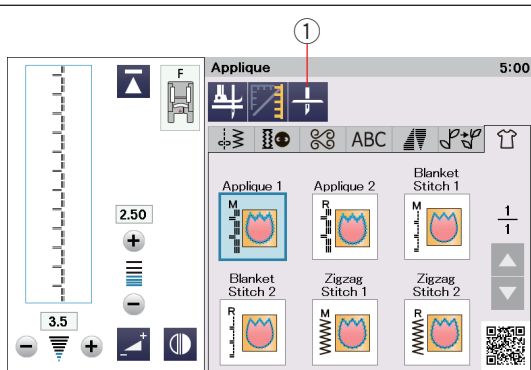 ①
F
Applique
5:00
ABC
Applique 1
Applique 2
Blanket
Stitch 1
M
R
M
2.50
1
1
Blanket
Stitch 2
Zigzag
Stitch 1
Zigzag
Stitch 2
R
M
R
3.5